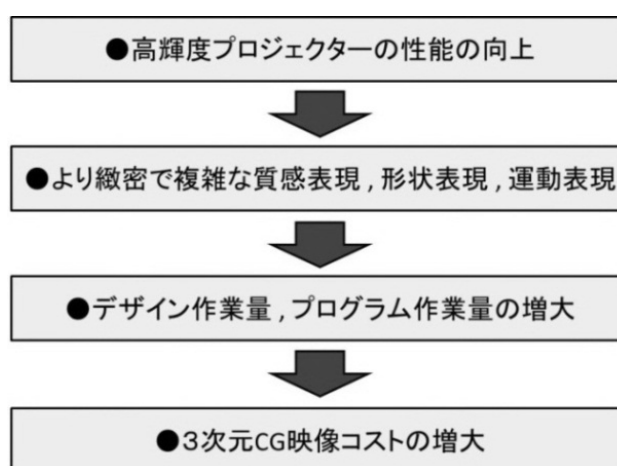 ●高輝度プロジェクターの性能の向上
●より緻密で複雑な質感表現，形状表現，運動表現
●デザイン作業量，プログラム作業量の増大
●３次元CG映像コストの増大